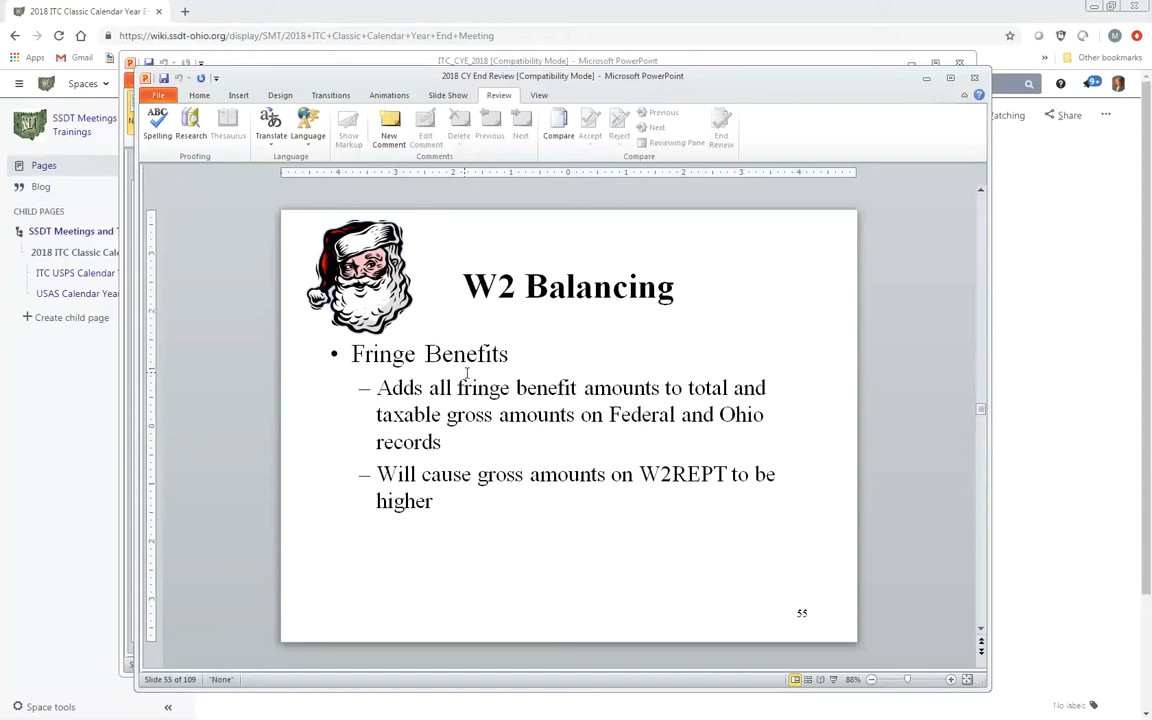 2018 ITC Classic Calendar Year E
https://wiki.ssdt-ohio.org/display/SMT/2018+ITC+Classic+Calendar+Year+End+Meeting
M
Apps
Gmail
Other bookmarks
ITC_CYE_2018 [Compatibility Mode] - Microsoft PowerPoint
2018 CY End Review [Compatibility Mode] - Microsoft PowerPoint
Spaces
9+
File
Home
Insert
Design
Transitions
Animations
Slide Show
Review
View
ABC
Spelling
Research
Thesaurus
Translate
Language
Show Markup
New Comment
Edit Comment
Delete
Previous
Next
Compare
Accept
Reject
Previous
Next
Reviewing Pane
End Review
Proofing
Language
Comments
Compare
SSDT Meetings
Trainings
Pages
Blog
CHILD PAGES
SSDT Meetings and T
2018 ITC Classic Cale
ITC USPS Calendar Y
USAS Calendar Yea
Create child page
atching
Share
W2 Balancing
• Fringe Benefits
– Adds all fringe benefit amounts to total and
taxable gross amounts on Federal and Ohio
records
– Will cause gross amounts on W2REPT to be
higher
55
Slide 55 of 109
"None"
88%
Space tools
No labels